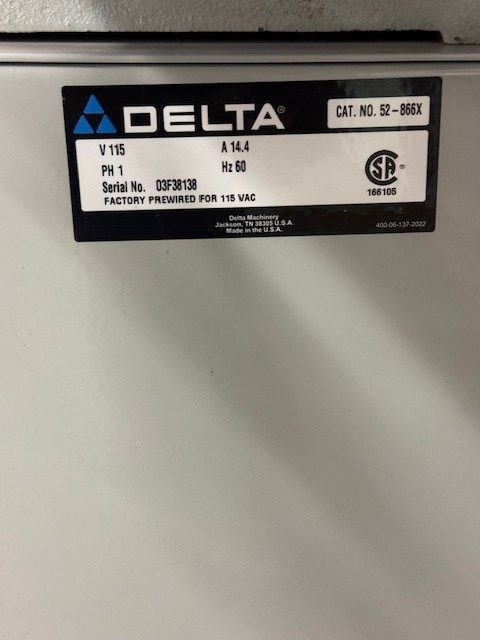 DELTA®
CAT. NO. 52-866X
V 115 A 14.4
PH 1 Hz 60
Serial No. 03F38138
FACTORY PREWIRED FOR 115 VAC
SA ®
166105
Delta Machinery
Jackson, TN 38305 U.S.A.
Made in the U.S.A.
400-06-137-2022